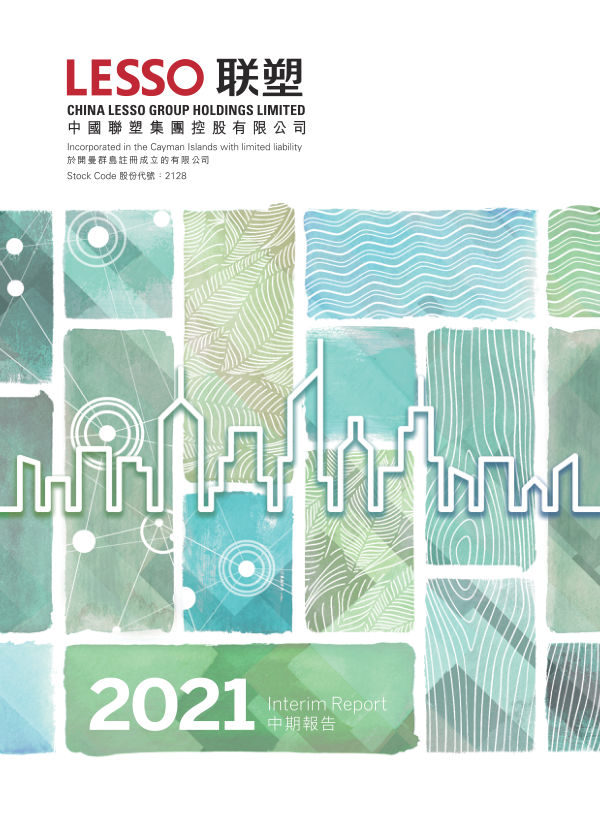 LESSO 联塑
CHINA LESSO GROUP HOLDINGS LIMITED
中國聯塑集團控股有限公司
Incorporated in the Cayman Islands with limited liability
於開曼群島註冊成立的有限公司
Stock Code 股份代號：2128
2021 Interim Report
中期報告